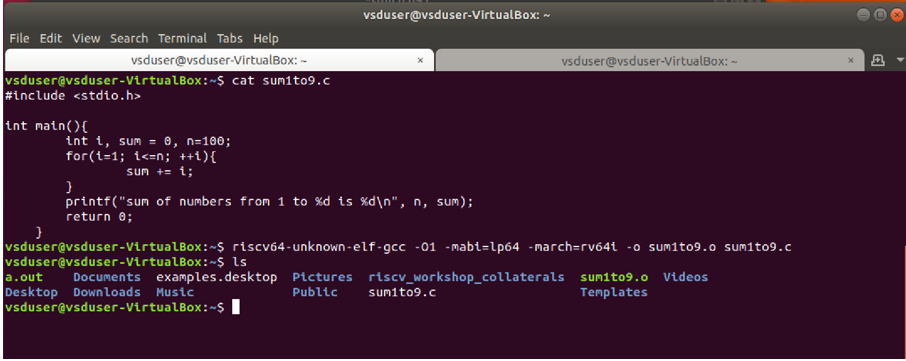 vsduser@vsduser-VirtualBox: ~
File Edit View Search Terminal Tabs Help
vsduser@vsduser-VirtualBox: ~ × vsduser@vsduser-VirtualBox: ~ ×
vsduser@vsduser-VirtualBox:~$ cat sum1to9.c
#include <stdio.h>

int main(){
        int i, sum = 0, n=100;
        for(i=1; i<=n; ++i){
                sum += i;
        }
        printf("sum of numbers from 1 to %d is %d\n", n, sum);
        return 0;
    }
vsduser@vsduser-VirtualBox:~$ riscv64-unknown-elf-gcc -O1 -mabi=lp64 -march=rv64i -o sum1to9.o sum1to9.c
vsduser@vsduser-VirtualBox:~$ ls
a.out    Documents  examples.desktop  Pictures  riscv_workshop_collaterals  sum1to9.o  Videos
Desktop  Downloads  Music             Public    sum1to9.c                   Templates
vsduser@vsduser-VirtualBox:~$